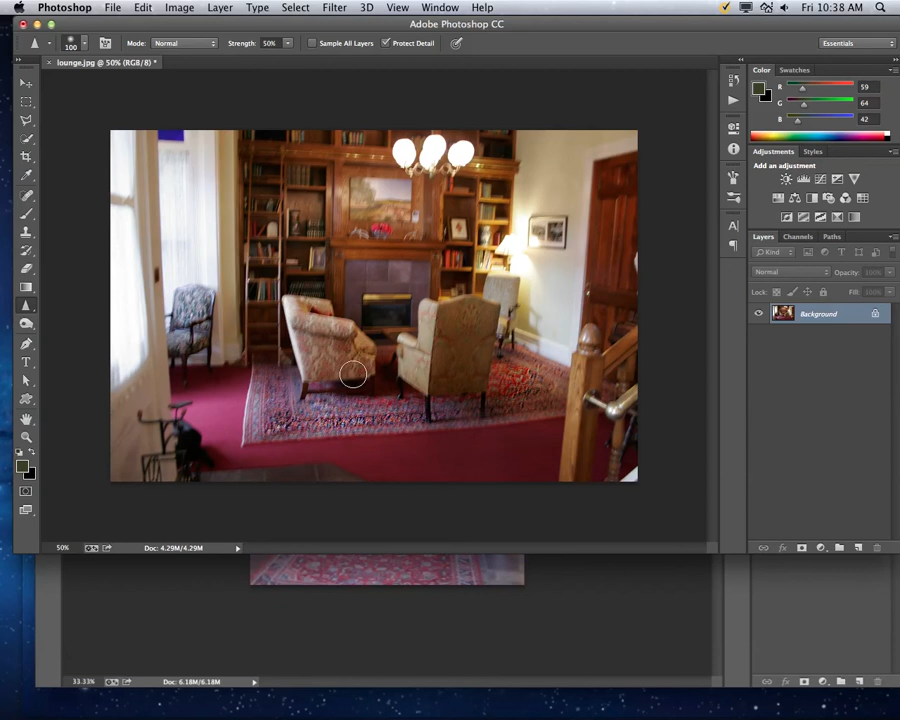 Photoshop File Edit Image Layer Type Select Filter 3D View Window Help Fri 10:38 AM
Adobe Photoshop CC
100 Mode: Normal Strength: 50% Sample All Layers Protect Detail Essentials
× lounge.jpg @ 50% (RGB/8) *
Color Swatches
R 59
G 64
B 42
Adjustments Styles
Add an adjustment
Layers Channels Paths
Kind
Normal Opacity: 100%
Lock: Fill: 100%
Background
50% Doc: 4.29M/4.29M
33.33% Doc: 6.18M/6.18M